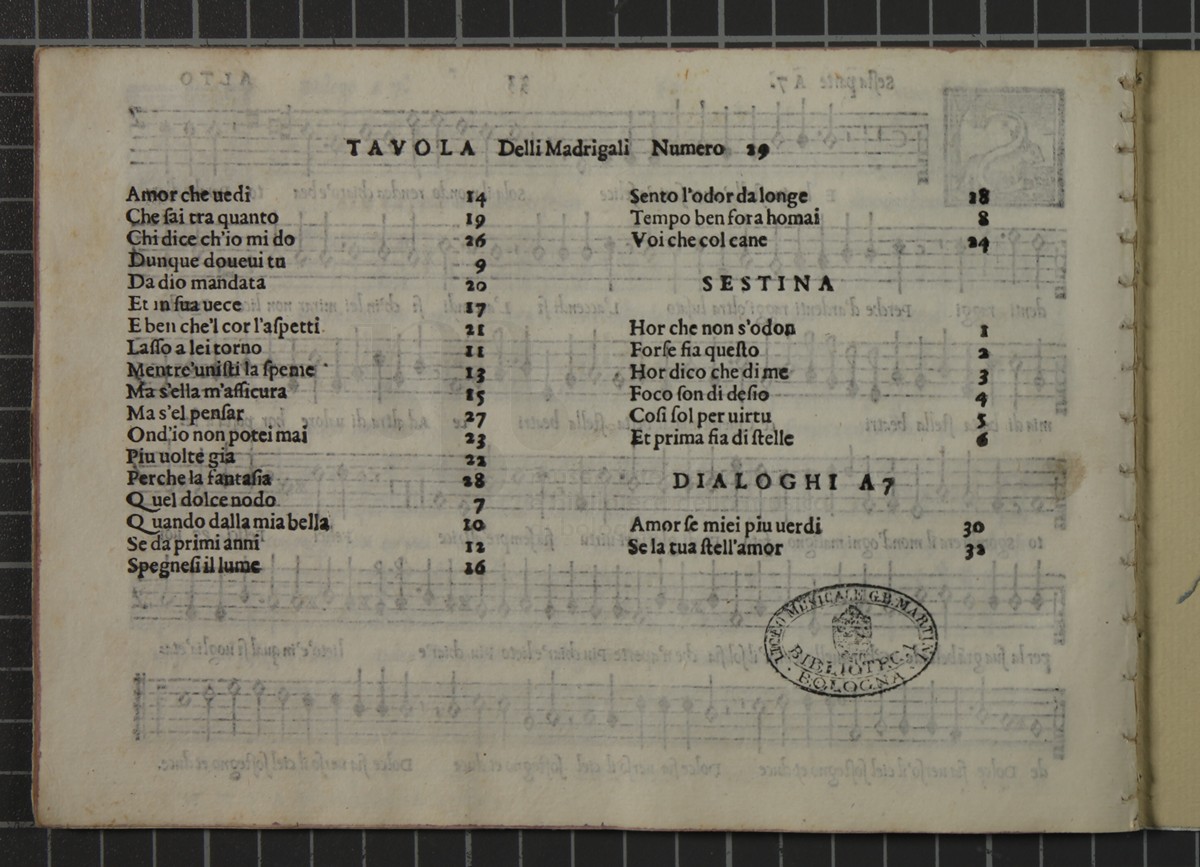 TAVOLA Delli Madrigali Numero 29
Amor che uedi 14
Che ſai tra quanto 19
Chi dice ch'io mi do 26
Dunque doueui tu 9
Da dio mandata 20
Et in ſua uece 17
E ben che'l cor l'aſpetti 21
Laſſo a lei torno 11
Mentre'uniſti la ſpeme 13
Ma s'ella m'aſſicura 15
Ma s'el penſar 27
Ond'io non potei mai 23
Piu uolte gia 22
Perche la fantaſia 28
Quel dolce nodo 7
Quando dalla mia bella 10
Se da primi anni 12
Spegneſi il lume 16
Sento l'odor da longe 18
Tempo ben fora homai 8
Voi che col cane 24
SESTINA
Hor che non s'odon 1
Forſe fia queſto 2
Hor dico che di me 3
Foco ſon di deſio 4
Coſi ſol per uirtu 5
Et prima fia di ſtelle 6
DIALOGHI A 7
Amor ſe miei piu uerdi 30
Se la tua ſtell'amor 32
LICEO MUSICALE G.B. MARTINI
BIBLIOTECA
BOLOGNA